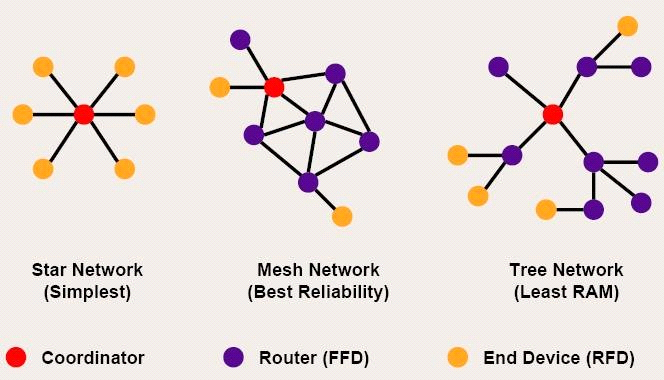 Star Network
(Simplest)
Mesh Network
(Best Reliability)
Tree Network
(Least RAM)
Coordinator
Router (FFD)
End Device (RFD)